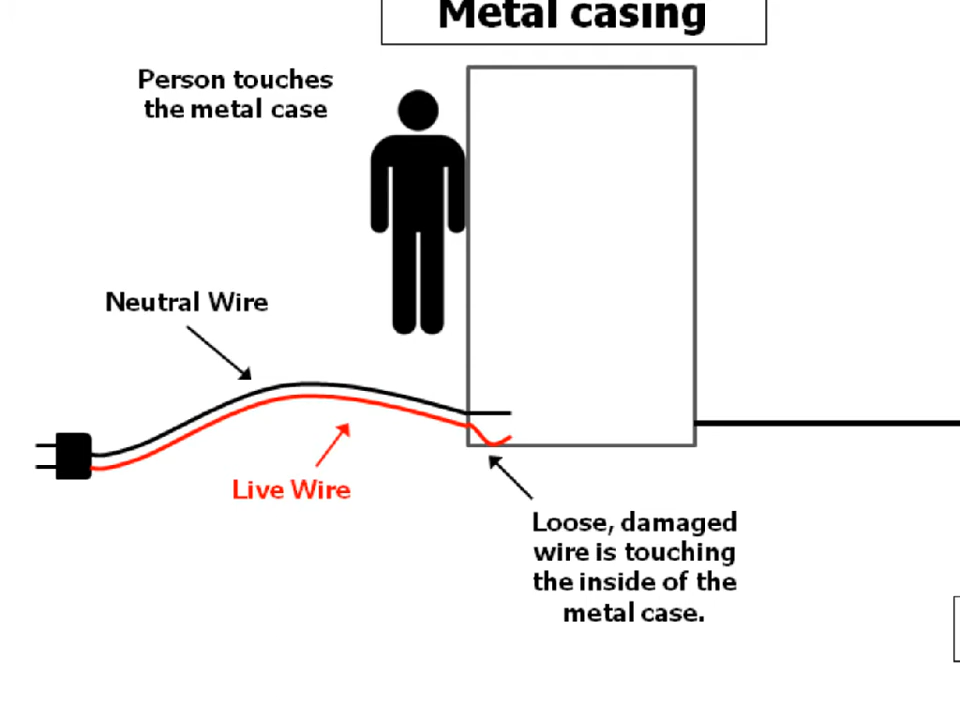 Metal casing
Person touches
the metal case
Neutral Wire
Live Wire
Loose, damaged
wire is touching
the inside of the
metal case.